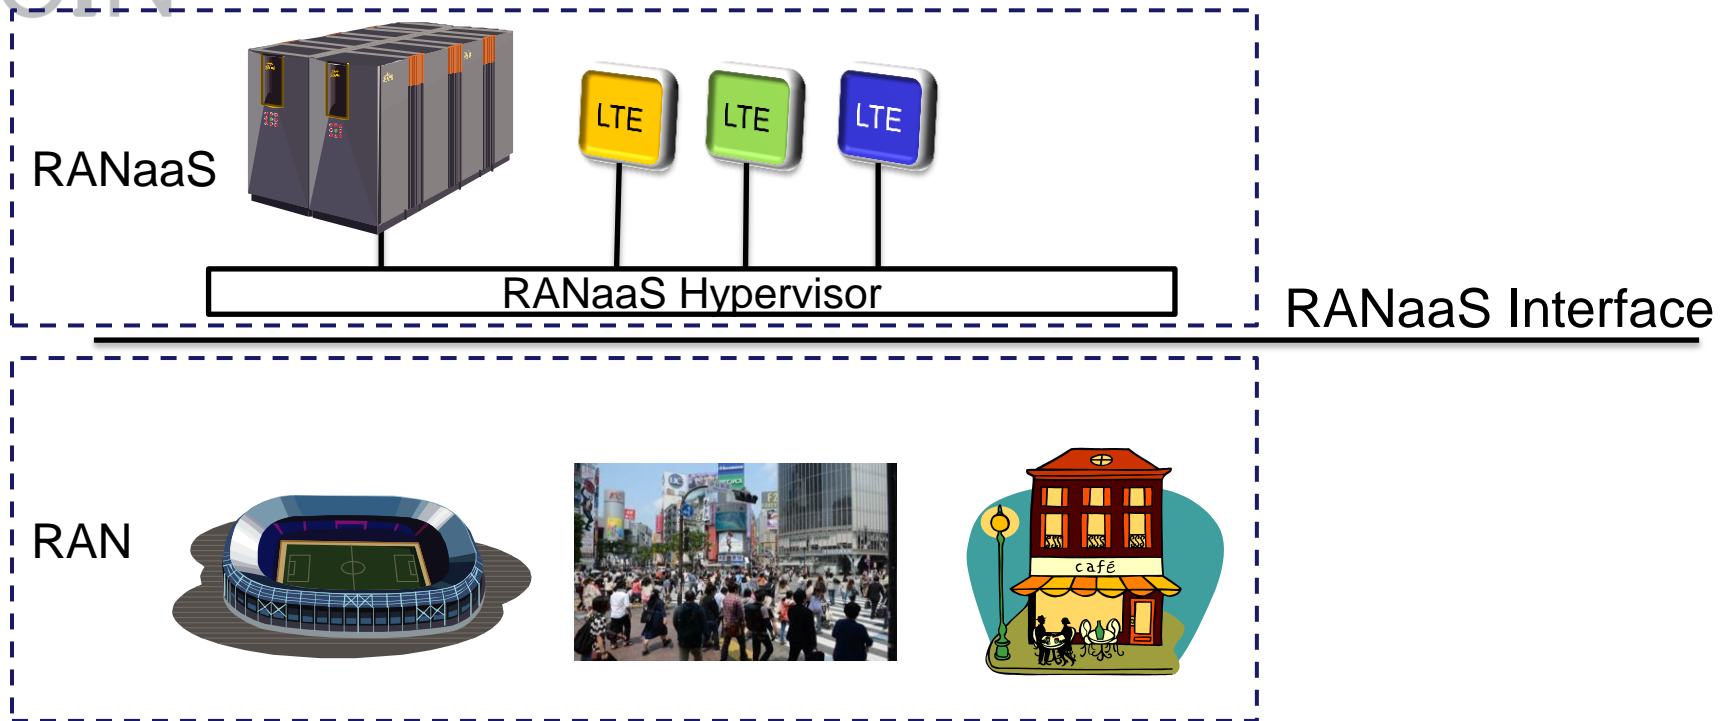 RANaaS
LTE
LTE
LTE
RANaaS Hypervisor
RANaaS Interface
RAN
café